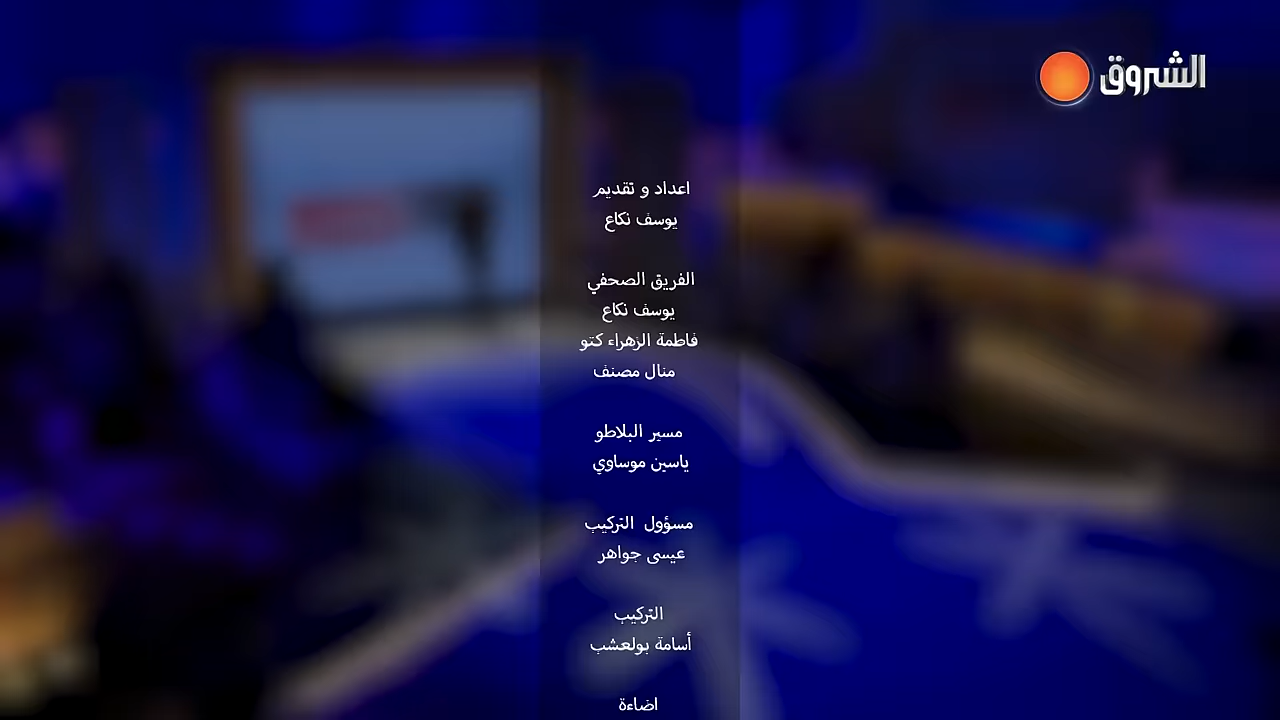 الشروق
اعداد و تقديم
يوسف نكاع
الفريق الصحفي
يوسف نكاع
فاطمة الزهراء كتو
منال مصنف
مسير البلاطو
ياسين موساوي
مسؤول التركيب
عيسى جواهر
التركيب
أسامة بولعشب
اضاءة